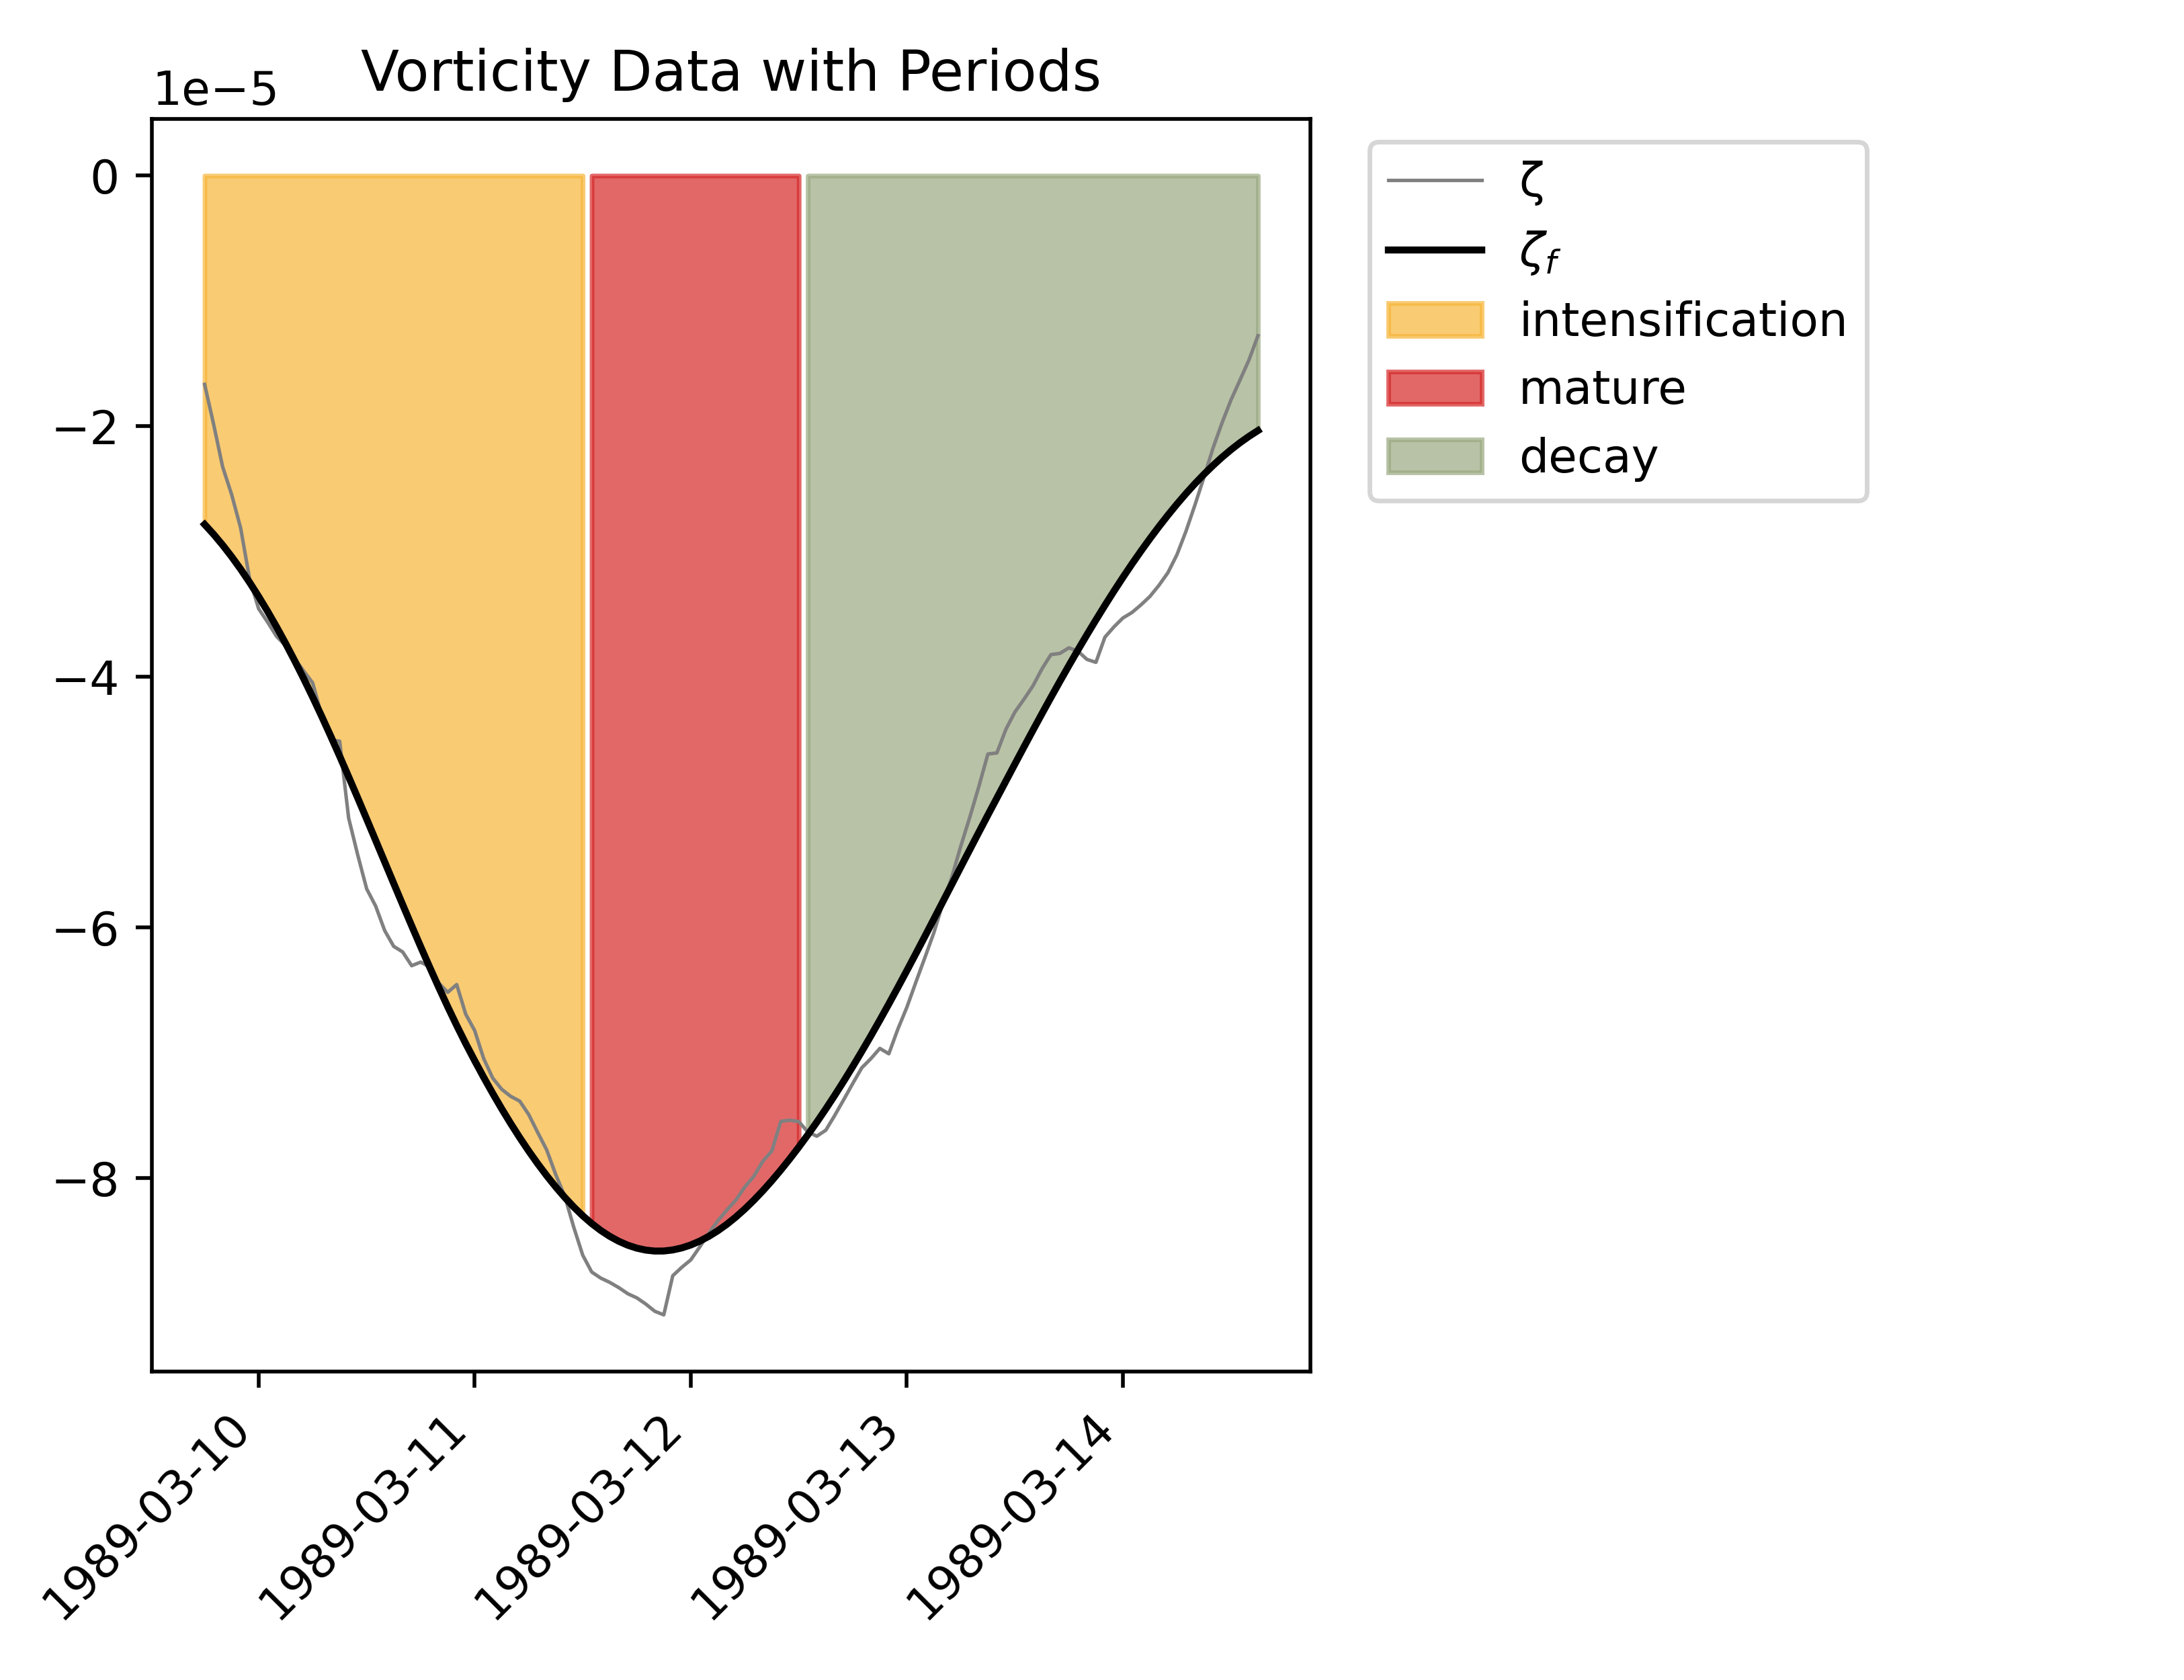 Vorticity Data with Periods
1e−5
0
−2
−4
−6
−8
1989-03-10
1989-03-11
1989-03-12
1989-03-13
1989-03-14
ζ
ζf
intensification
mature
decay